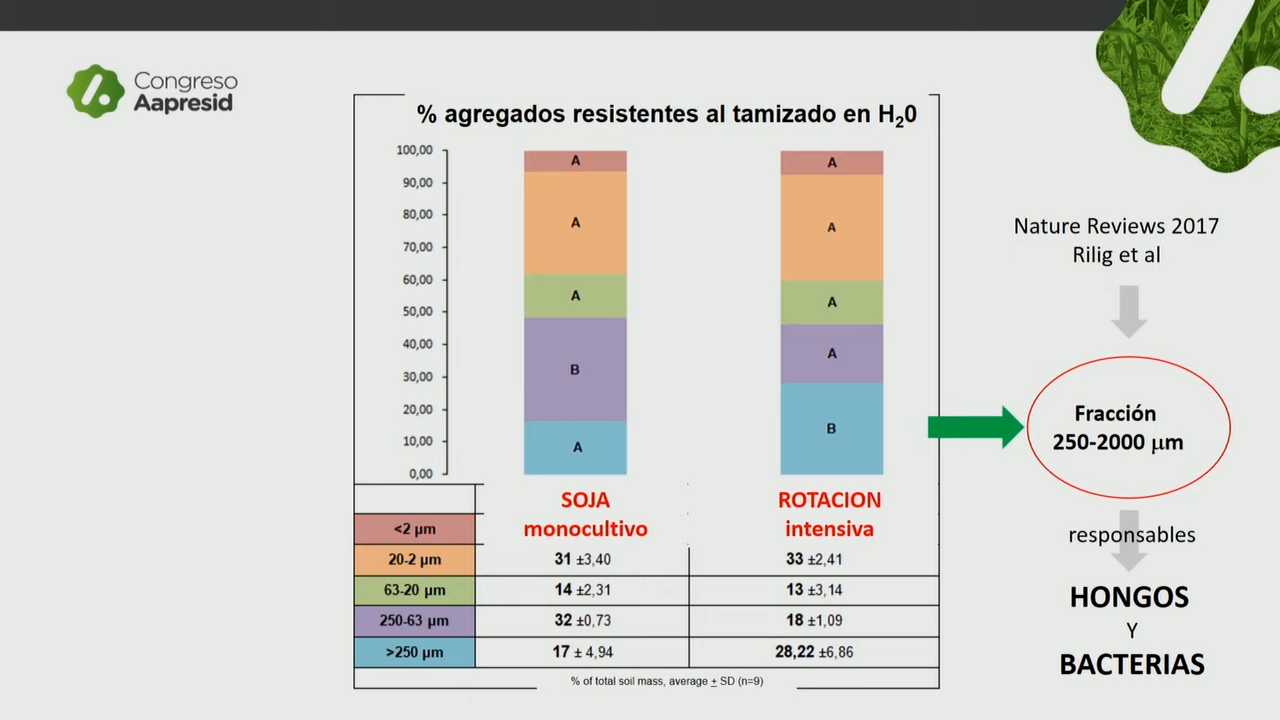 Congreso
Aapresid
% agregados resistentes al tamizado en H₂0
100,00
90,00
80,00
70,00
60,00
50,00
40,00
30,00
20,00
10,00
0,00
A
A
A
B
A
A
A
A
A
B
SOJA
monocultivo
ROTACION
intensiva
<2 µm
20-2 µm 31 ±3,40 33 ±2,41
63-20 µm 14 ±2,31 13 ±3,14
250-63 µm 32 ±0,73 18 ±1,09
>250 µm 17 ± 4,94 28,22 ±6,86
% of total soil mass, average ± SD (n=9)
Nature Reviews 2017
Rilig et al
Fracción
250-2000 µm
responsables
HONGOS
Y
BACTERIAS